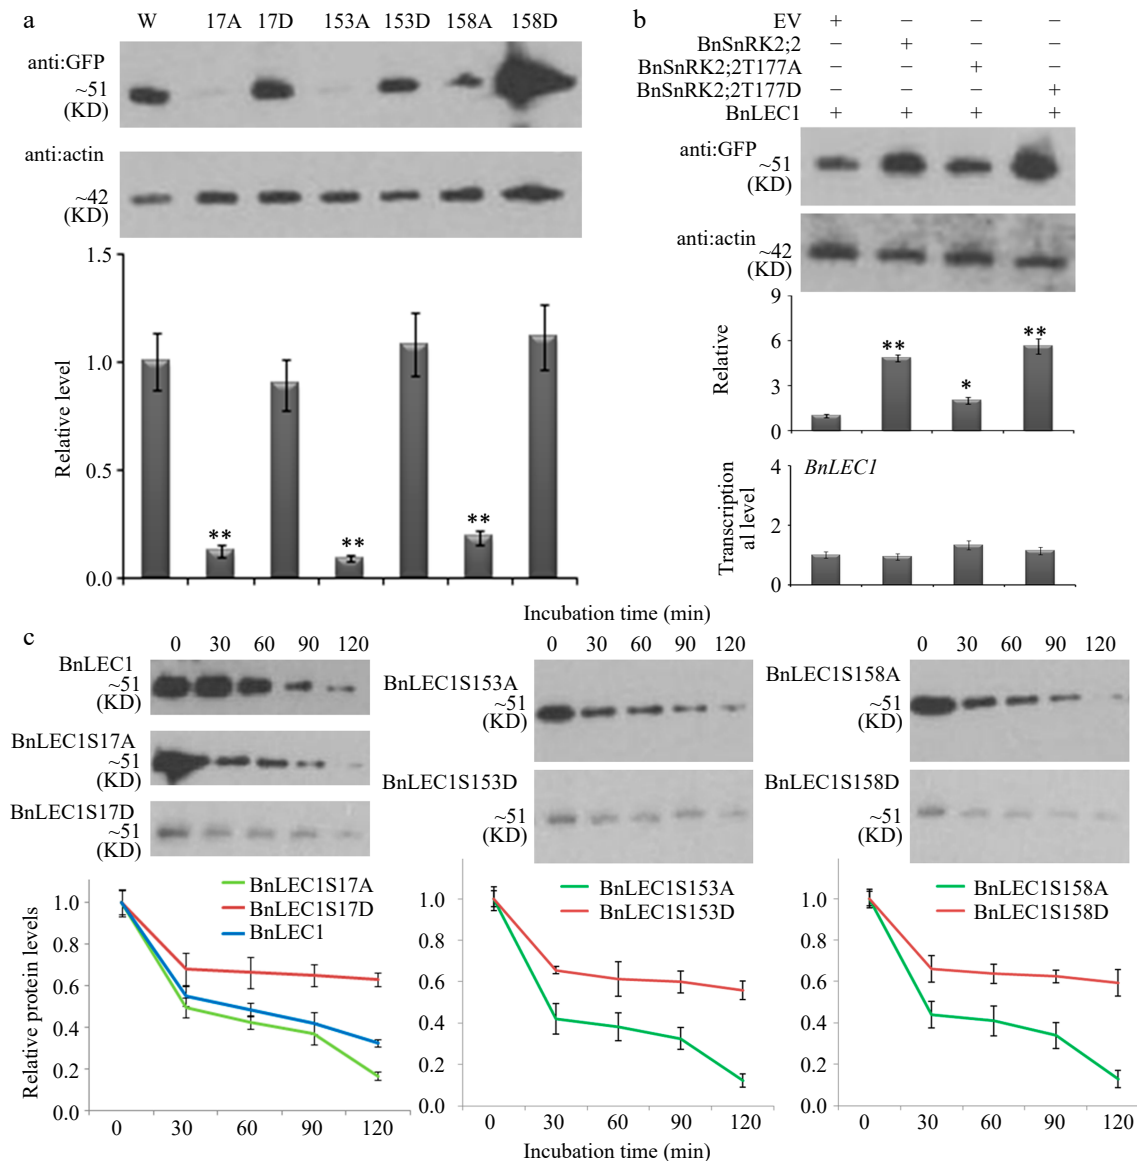 a
W 17A 17D 153A 153D 158A 158D
anti:GFP
~51
(KD)
anti:actin
~42
(KD)
1.5
1.0
0.5
0.0
Relative level
** ** **
b
EV + − − −
BnSnRK2;2 − + − −
BnSnRK2;2T177A − − + −
BnSnRK2;2T177D − − − +
BnLEC1 + + + +
anti:GFP
~51
(KD)
anti:actin
~42
(KD)
9
6
3
0
Relative
** * **
4
2
0
Transcription
al level
BnLEC1
Incubation time (min)
c
0 30 60 90 120
BnLEC1
~51
(KD)
BnLEC1S17A
~51
(KD)
BnLEC1S17D
~51
(KD)
0 30 60 90 120
BnLEC1S153A
~51
(KD)
BnLEC1S153D
~51
(KD)
0 30 60 90 120
BnLEC1S158A
~51
(KD)
BnLEC1S158D
~51
(KD)
Relative protein levels
1.0
0.8
0.6
0.4
0.2
0.0
BnLEC1S17A
BnLEC1S17D
BnLEC1
0 30 60 90 120
1.0
0.8
0.6
0.4
0.2
0.0
BnLEC1S153A
BnLEC1S153D
0 30 60 90 120
1.0
0.8
0.6
0.4
0.2
0.0
BnLEC1S158A
BnLEC1S158D
0 30 60 90 120
Incubation time (min)